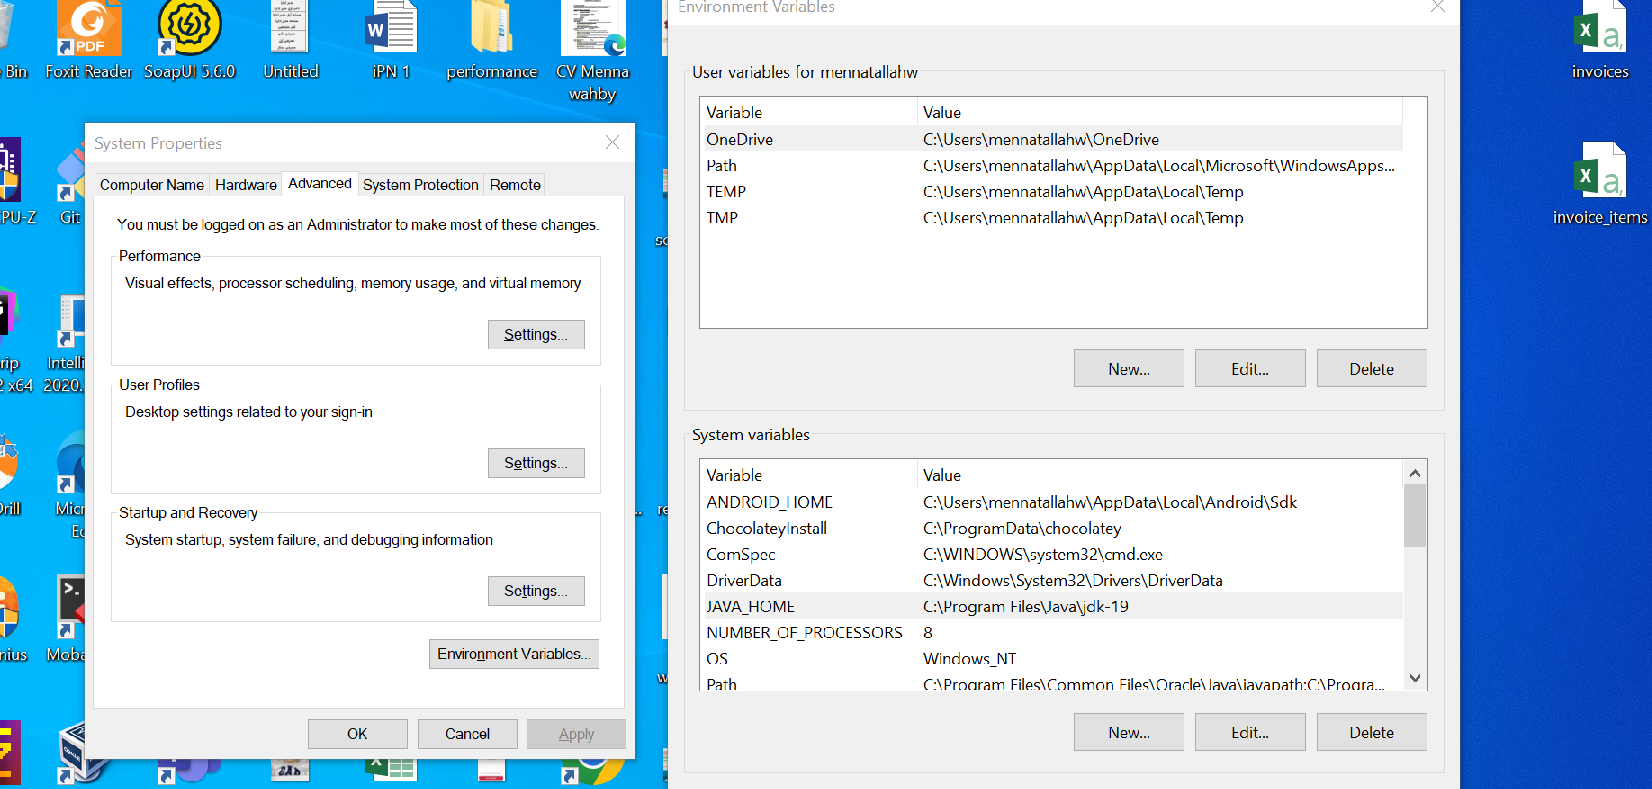 Bin
Foxit Reader
SoapUI 5.6.0
Untitled
iPN 1
performance
CV Menna
wahby
PDF
invoices
invoice_items
PU-Z
Git
rip
2 x64
Intelli
2020...
Drill
Micr
Ec
nius
Moba
System Properties
Computer Name
Hardware
Advanced
System Protection
Remote
You must be logged on as an Administrator to make most of these changes.
Performance
Visual effects, processor scheduling, memory usage, and virtual memory
Settings...
User Profiles
Desktop settings related to your sign-in
Settings...
Startup and Recovery
System startup, system failure, and debugging information
Settings...
Environment Variables...
OK
Cancel
Apply
Environment Variables
User variables for mennatallahw
Variable Value
OneDrive C:\Users\mennatallahw\OneDrive
Path C:\Users\mennatallahw\AppData\Local\Microsoft\WindowsApps...
TEMP C:\Users\mennatallahw\AppData\Local\Temp
TMP C:\Users\mennatallahw\AppData\Local\Temp
New...
Edit...
Delete
System variables
Variable Value
ANDROID_HOME C:\Users\mennatallahw\AppData\Local\Android\Sdk
ChocolateyInstall C:\ProgramData\chocolatey
ComSpec C:\WINDOWS\system32\cmd.exe
DriverData C:\Windows\System32\Drivers\DriverData
JAVA_HOME C:\Program Files\Java\jdk-19
NUMBER_OF_PROCESSORS 8
OS Windows_NT
Path C:\Program Files\Common Files\Oracle\Java\javapath;C:\Progra...
New...
Edit...
Delete